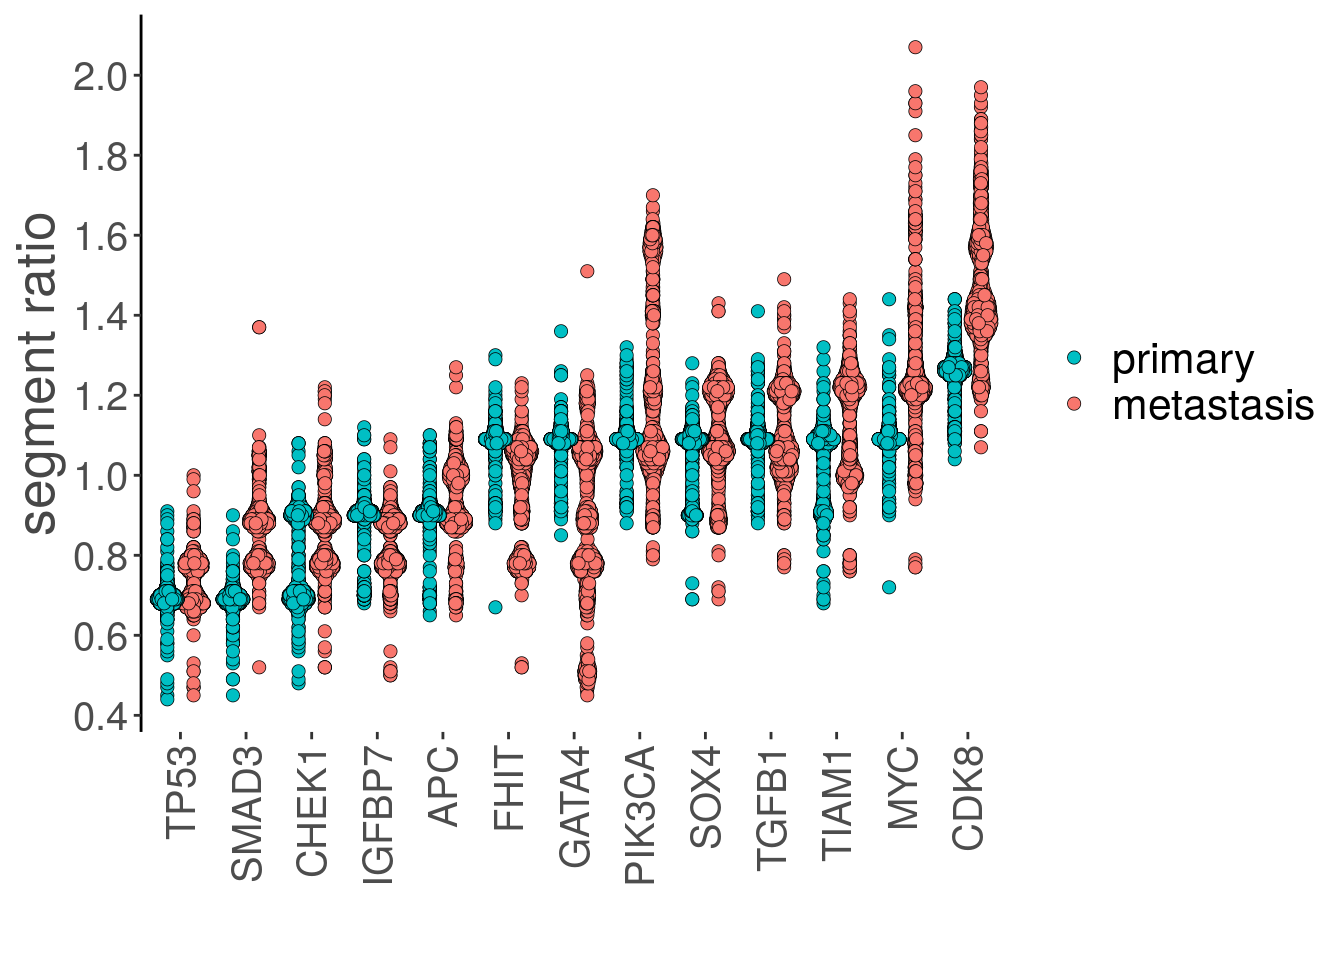 segment ratio
2.0
1.8
1.6
1.4
1.2
1.0
0.8
0.6
0.4
TP53
SMAD3
CHEK1
IGFBP7
APC
FHIT
GATA4
PIK3CA
SOX4
TGFB1
TIAM1
MYC
CDK8
primary
metastasis